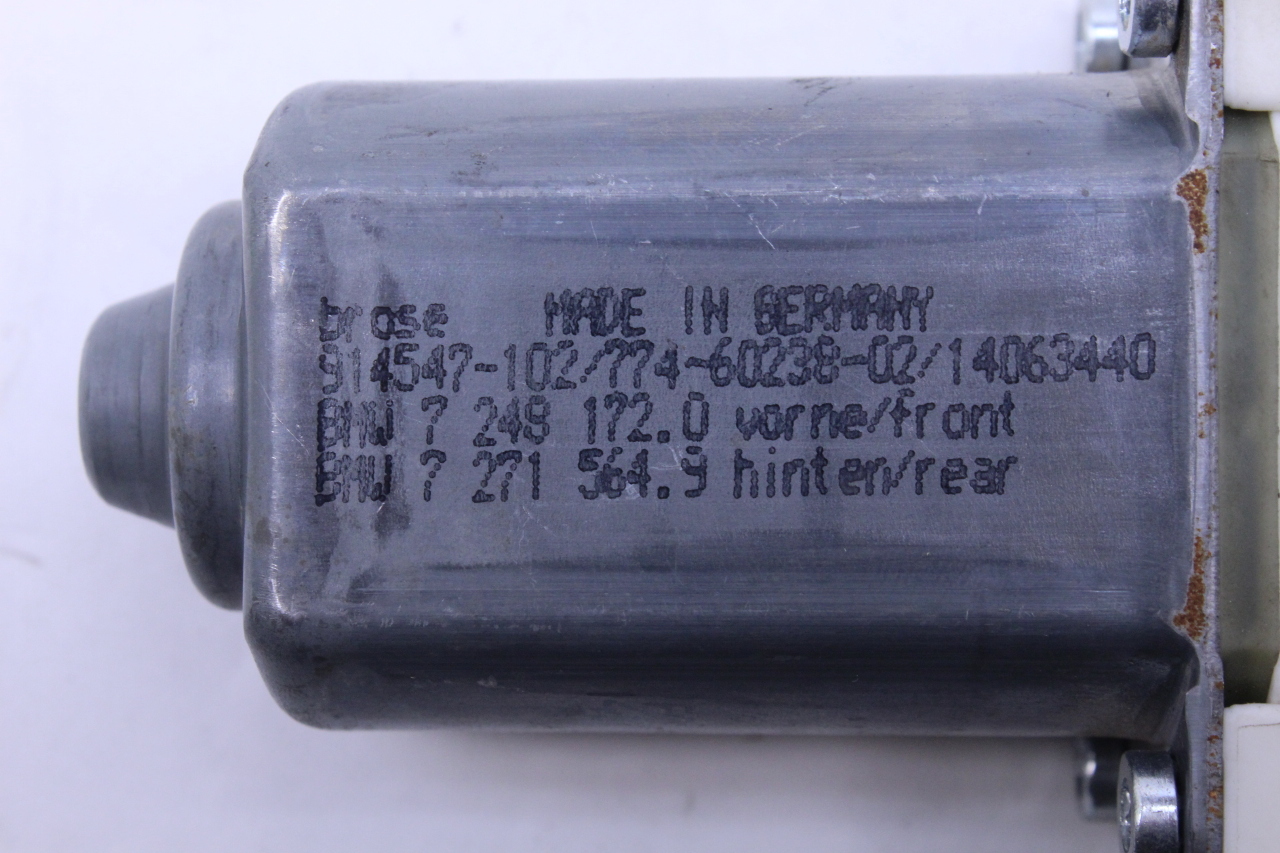 brose MADE IN GERMANY
914547-102/774-60238-02/14063440
BMW 7 248 172.0 vorne/front
BMW 7 271 564.9 hinten/rear